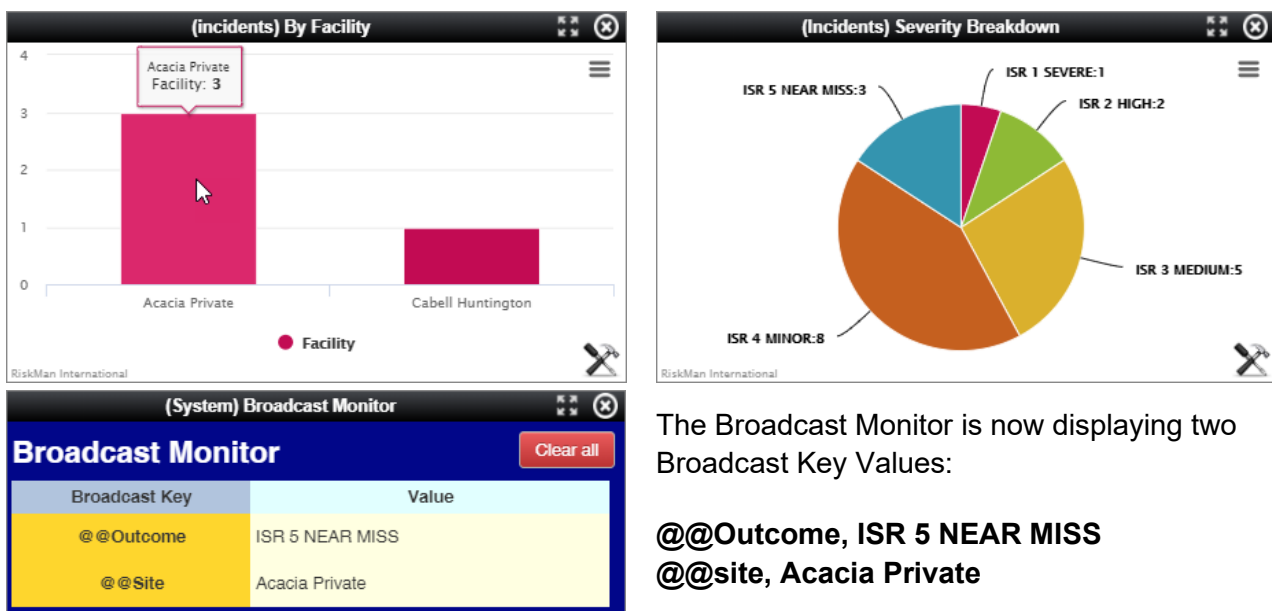 (incidents) By Facility
4
3
2
1
0
Acacia Private
Facility: 3
Acacia Private
Cabell Huntington
Facility
RiskMan International
(Incidents) Severity Breakdown
ISR 1 SEVERE:1
ISR 5 NEAR MISS:3
ISR 2 HIGH:2
ISR 3 MEDIUM:5
ISR 4 MINOR:8
RiskMan International
(System) Broadcast Monitor
Broadcast Monitor
Clear all
Broadcast Key Value
@@Outcome ISR 5 NEAR MISS
@@Site Acacia Private
The Broadcast Monitor is now displaying two
Broadcast Key Values:
@@Outcome, ISR 5 NEAR MISS
@@site, Acacia Private